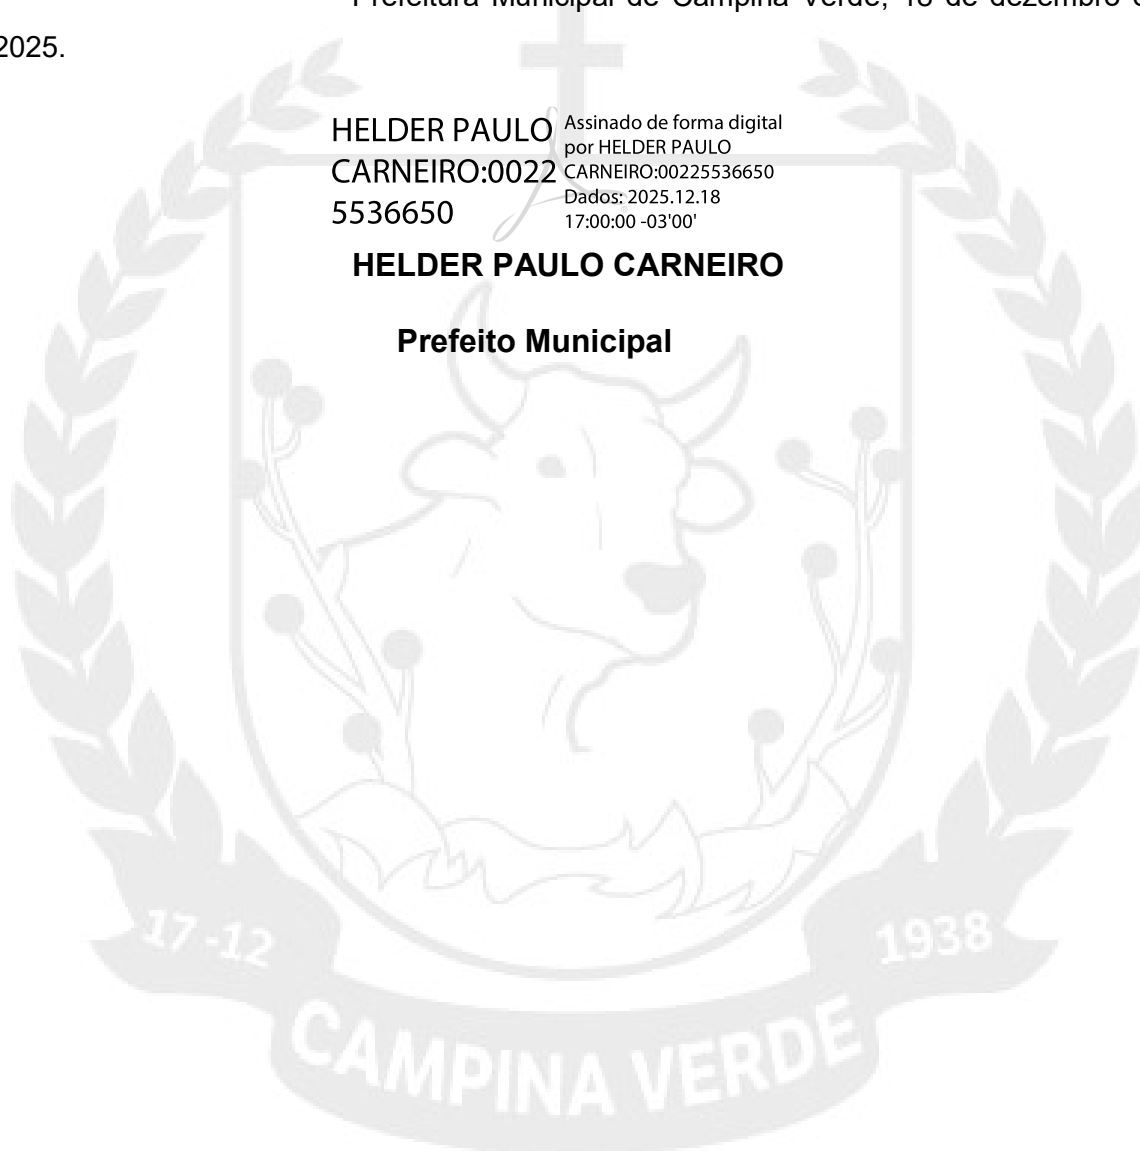 Prefeitura Municipal de Campina Verde, 18 de dezembro
2025.
HELDER PAULO
CARNEIRO:0022
5536650
Assinado de forma digital
por HELDER PAULO
CARNEIRO:00225536650
Dados: 2025.12.18
17:00:00 -03'00'
HELDER PAULO CARNEIRO
Prefeito Municipal
17-12
1938
CAMPINA VERDE